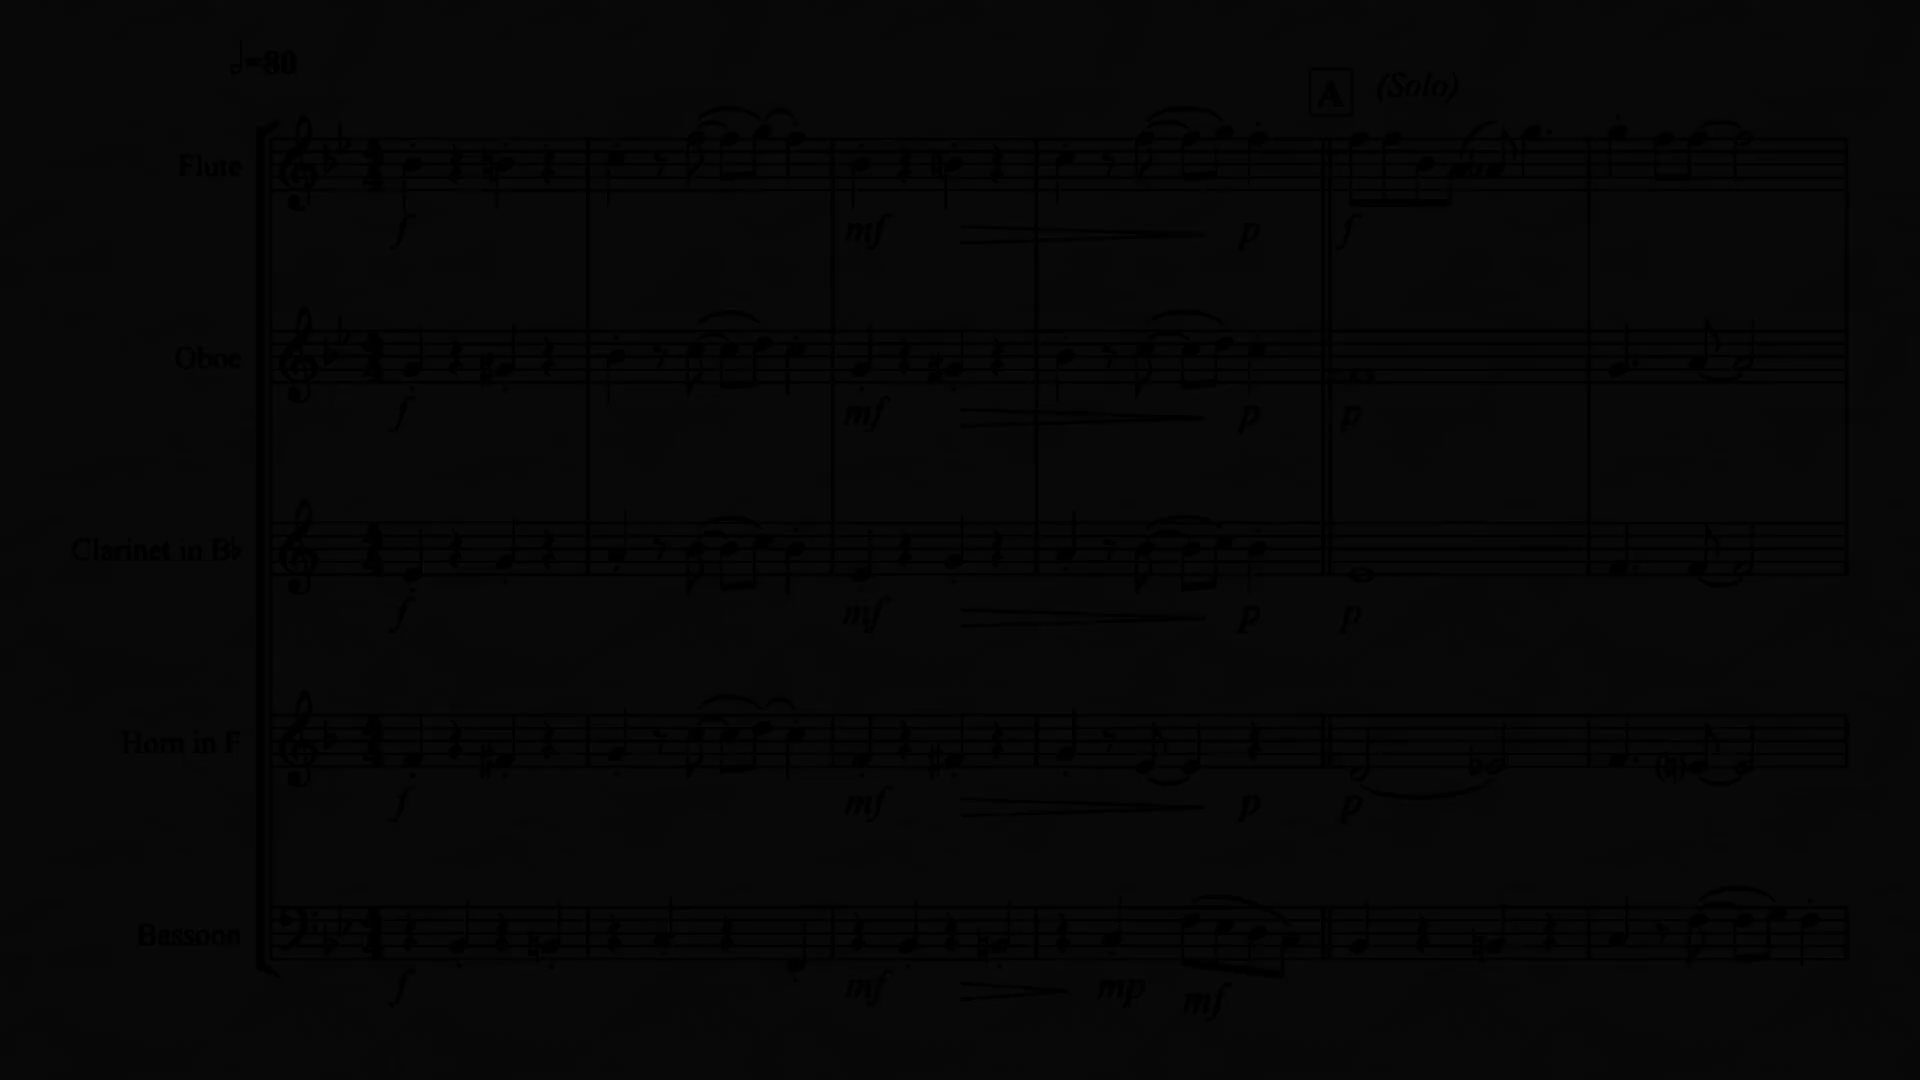 𝅗𝅥=80
A (Solo)
Flute
f mf p f
Oboe
f mf p p
Clarinet in B♭
f mf p p
Horn in F
f mf p p
Bassoon
f mf mp mf